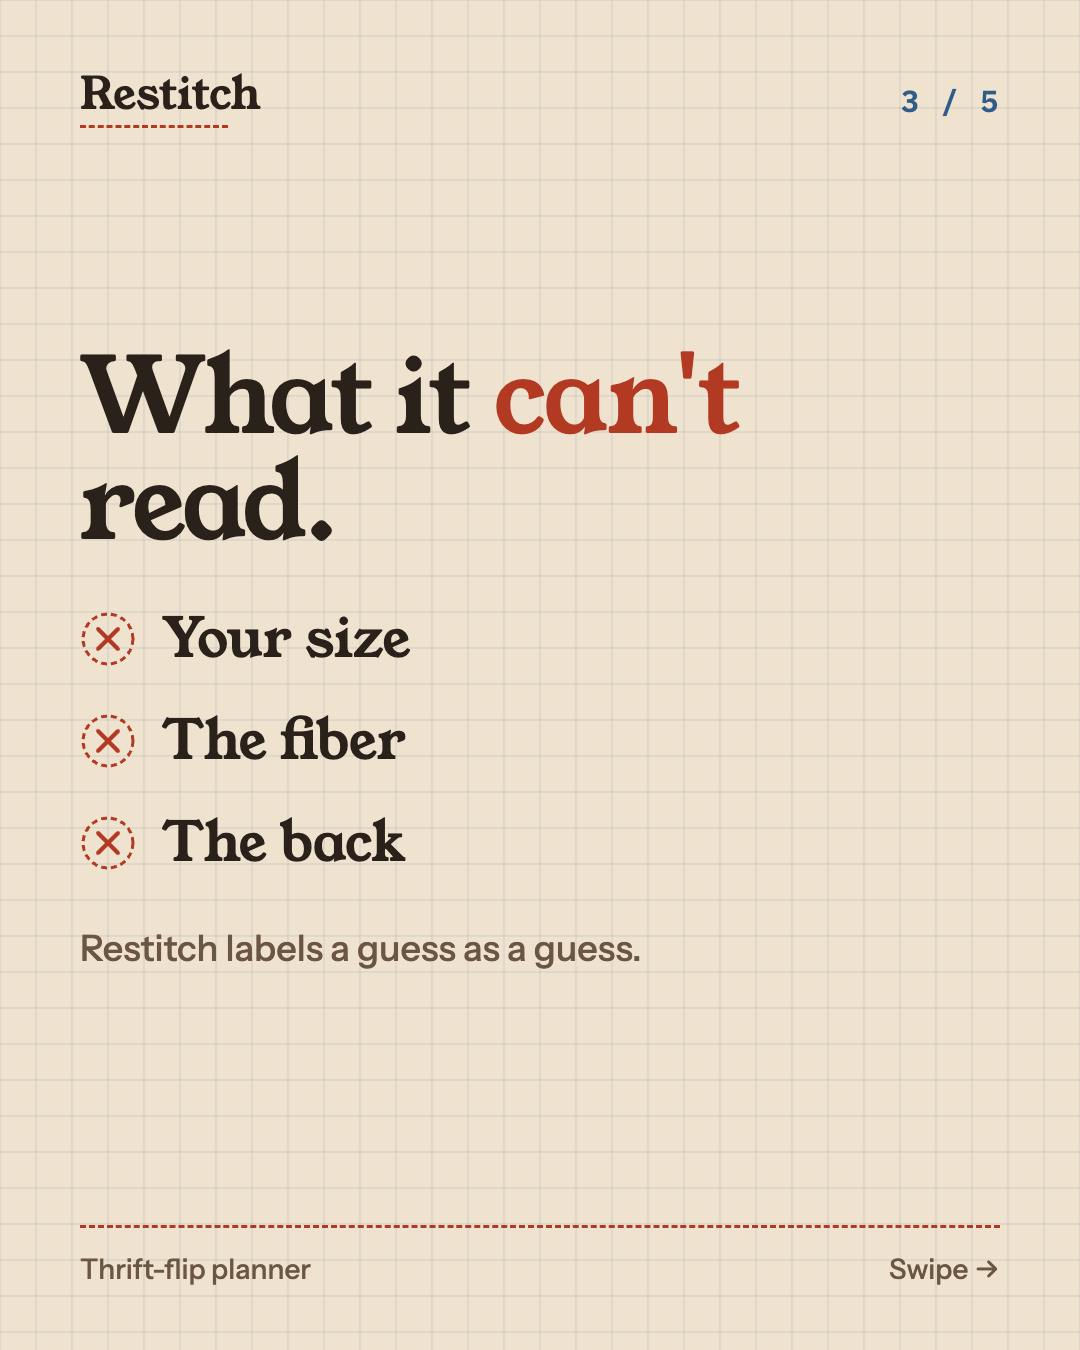 Restitch
3 / 5
What it can't
read.
Your size
The fiber
The back
Restitch labels a guess as a guess.
Thrift-flip planner
Swipe →